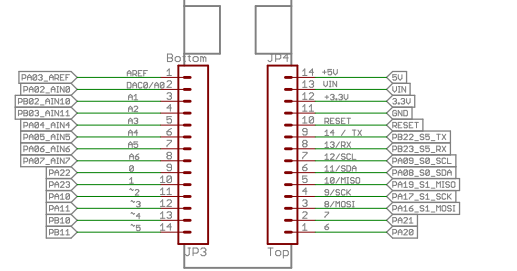 Bottom JP4
PA03_AREF AREF 1 14 +5V 5V
PA02_AIN0 DAC0/A0 2 13 VIN VIN
PB02_AIN10 A1 3 12 +3.3V 3.3V
PB03_AIN11 A2 4 11 GND
PA04_AIN4 A3 5 10 RESET RESET
PA05_AIN5 A4 6 9 14 / TX PB22_S5_TX
PA06_AIN6 A5 7 8 13/RX PB23_S5_RX
PA07_AIN7 A6 8 7 12/SCL PA09_S0_SCL
PA22 0 9 6 11/SDA PA08_S0_SDA
PA23 1 10 5 10/MISO PA19_S1_MISO
PA10 ~2 11 4 9/SCK PA17_S1_SCK
PA11 ~3 12 3 8/MOSI PA16_S1_MOSI
PB10 ~4 13 2 7 PA21
PB11 ~5 14 1 6 PA20
JP3 Top